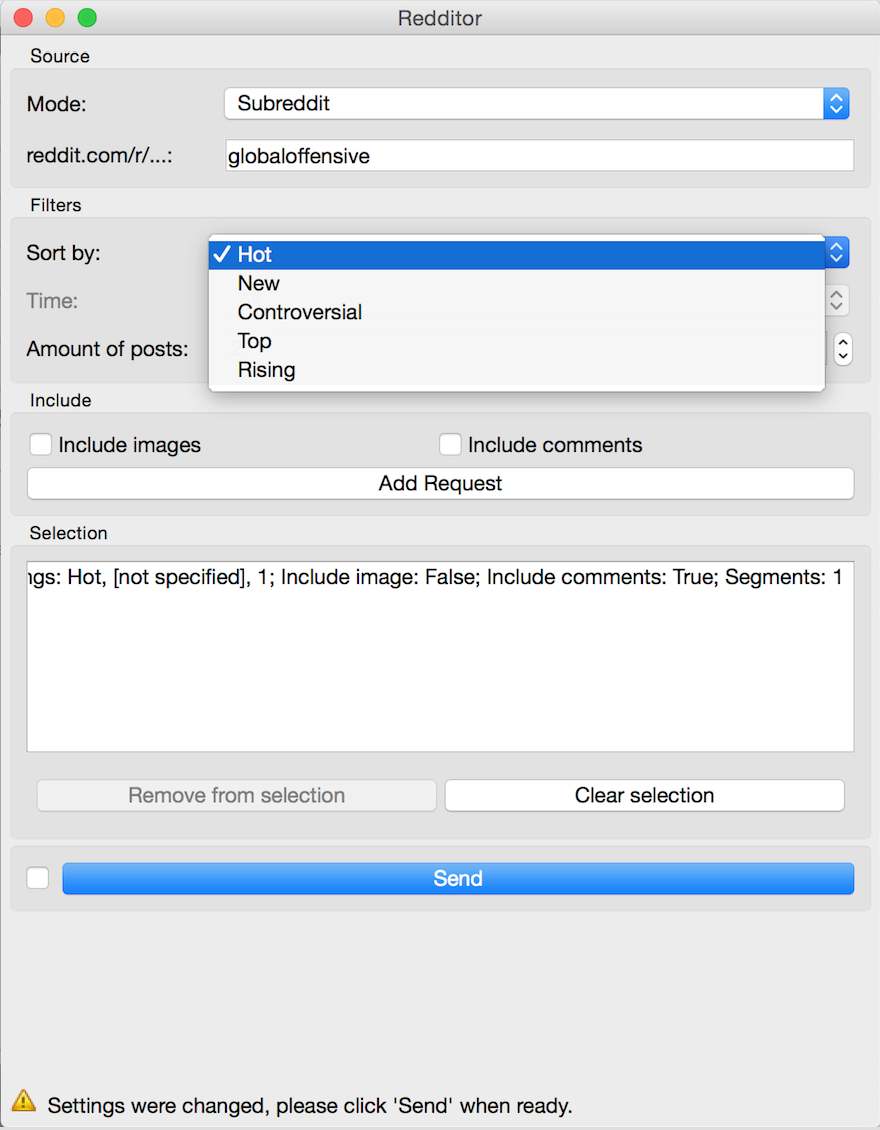 Redditor
Source
Mode: Subreddit
reddit.com/r/...: globaloffensive
Filters
Sort by: ✓ Hot
New
Time:
Controversial
Top
Amount of posts:
Rising
Include
Include images Include comments
Add Request
Selection
ngs: Hot, [not specified], 1; Include image: False; Include comments: True; Segments: 1
Remove from selection Clear selection
Send
Settings were changed, please click 'Send' when ready.